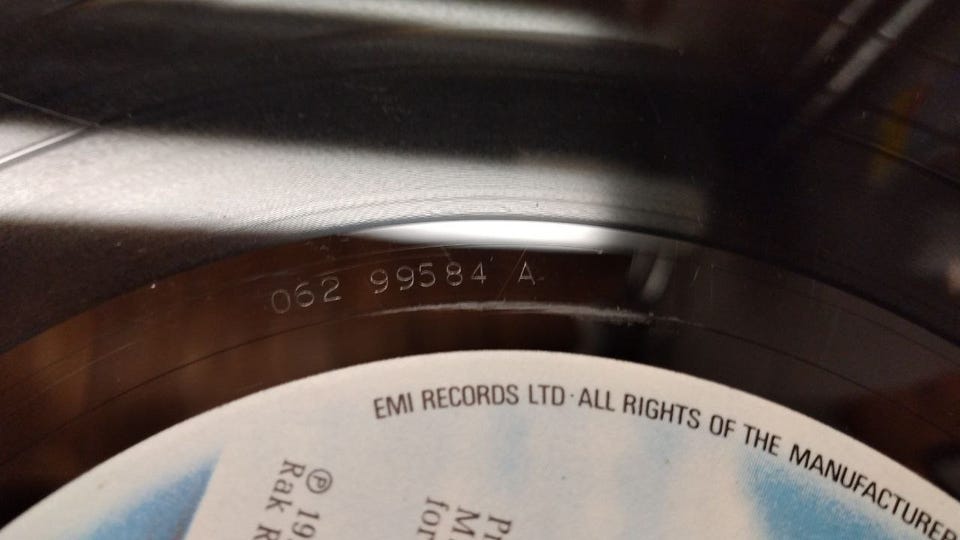 062 99584 A
EMI RECORDS LTD · ALL RIGHTS OF THE MANUFACTURER
℗ 19
Rak R
Pr
M
for